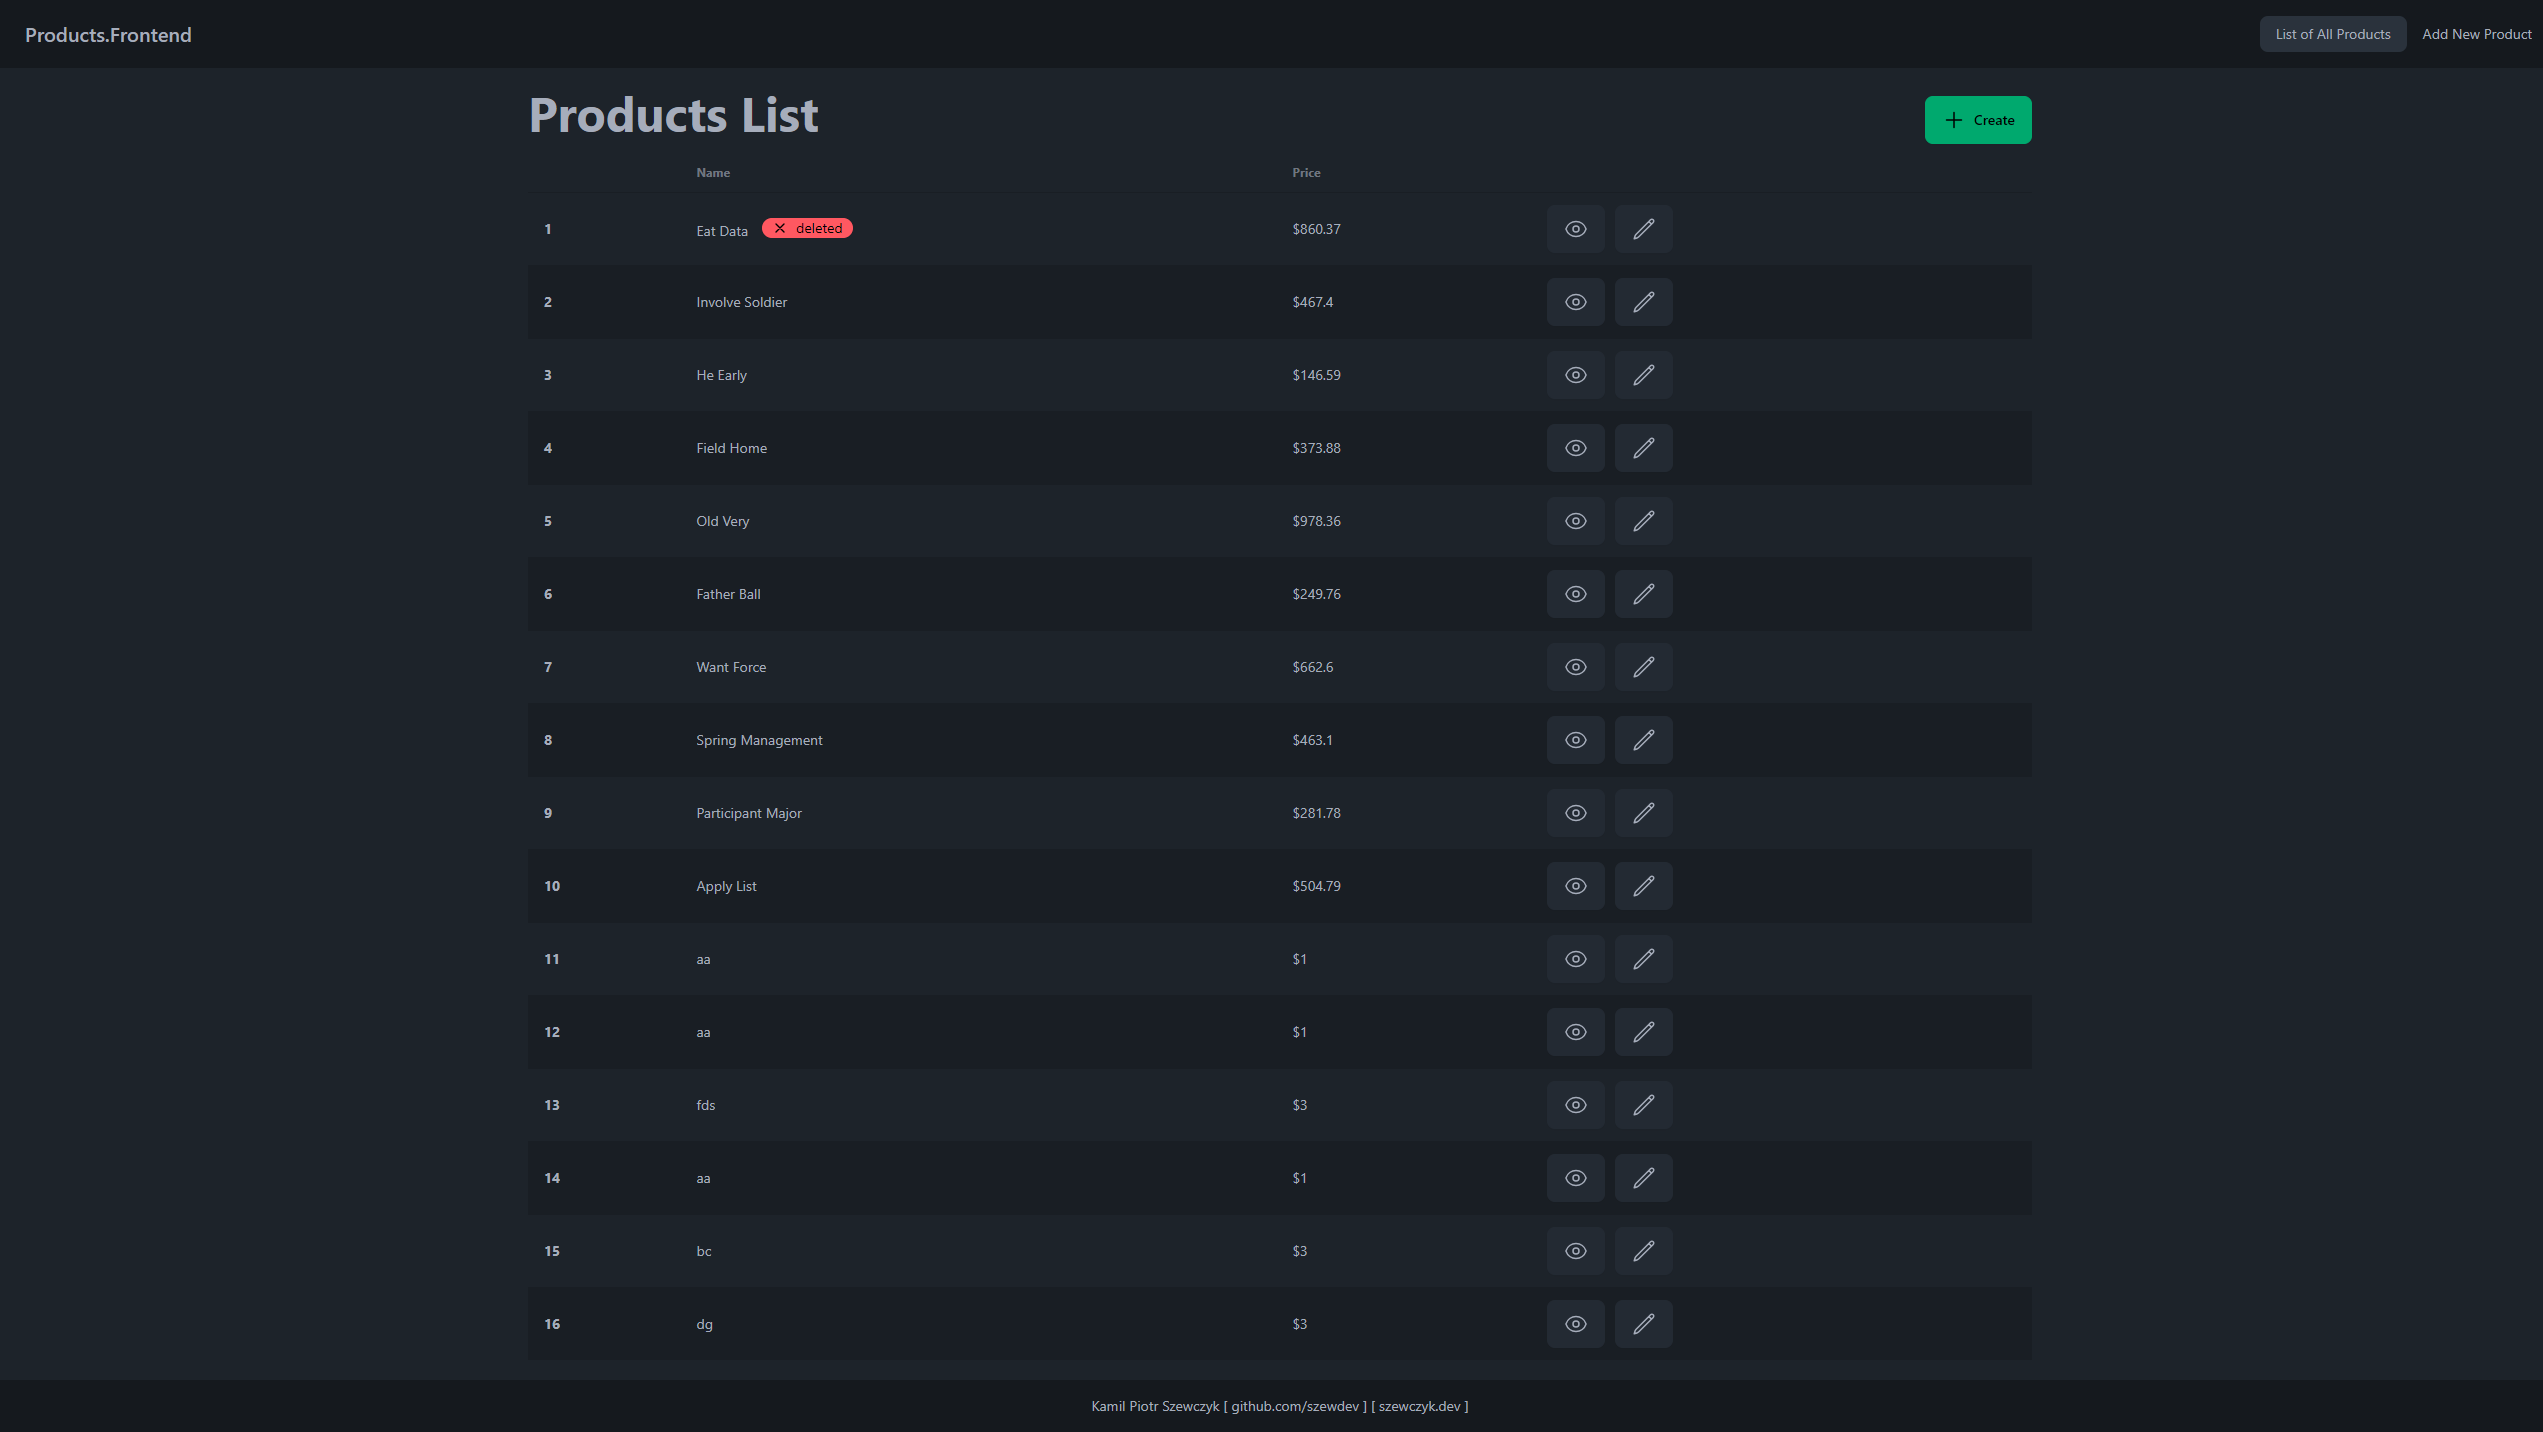 Products.Frontend List of All Products Add New Product
Products List Create
Name Price
1 Eat Data deleted $860.37
2 Involve Soldier $467.4
3 He Early $146.59
4 Field Home $373.88
5 Old Very $978.36
6 Father Ball $249.76
7 Want Force $662.6
8 Spring Management $463.1
9 Participant Major $281.78
10 Apply List $504.79
11 aa $1
12 aa $1
13 fds $3
14 aa $1
15 bc $3
16 dg $3
Kamil Piotr Szewczyk [ github.com/szewdev ] [ szewczyk.dev ]